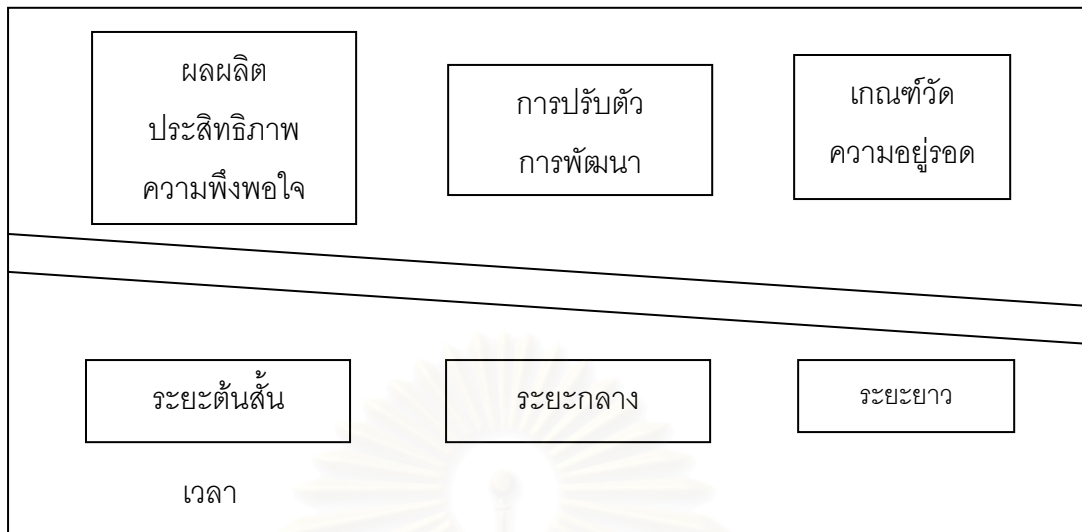 ผลผลิต
ประสิทธิภาพ
ความพึงพอใจ
การปรับตัว
การพัฒนา
เกณฑ์วัด
ความอยู่รอด
ระยะต้นสั้น
ระยะกลาง
ระยะยาว
เวลา